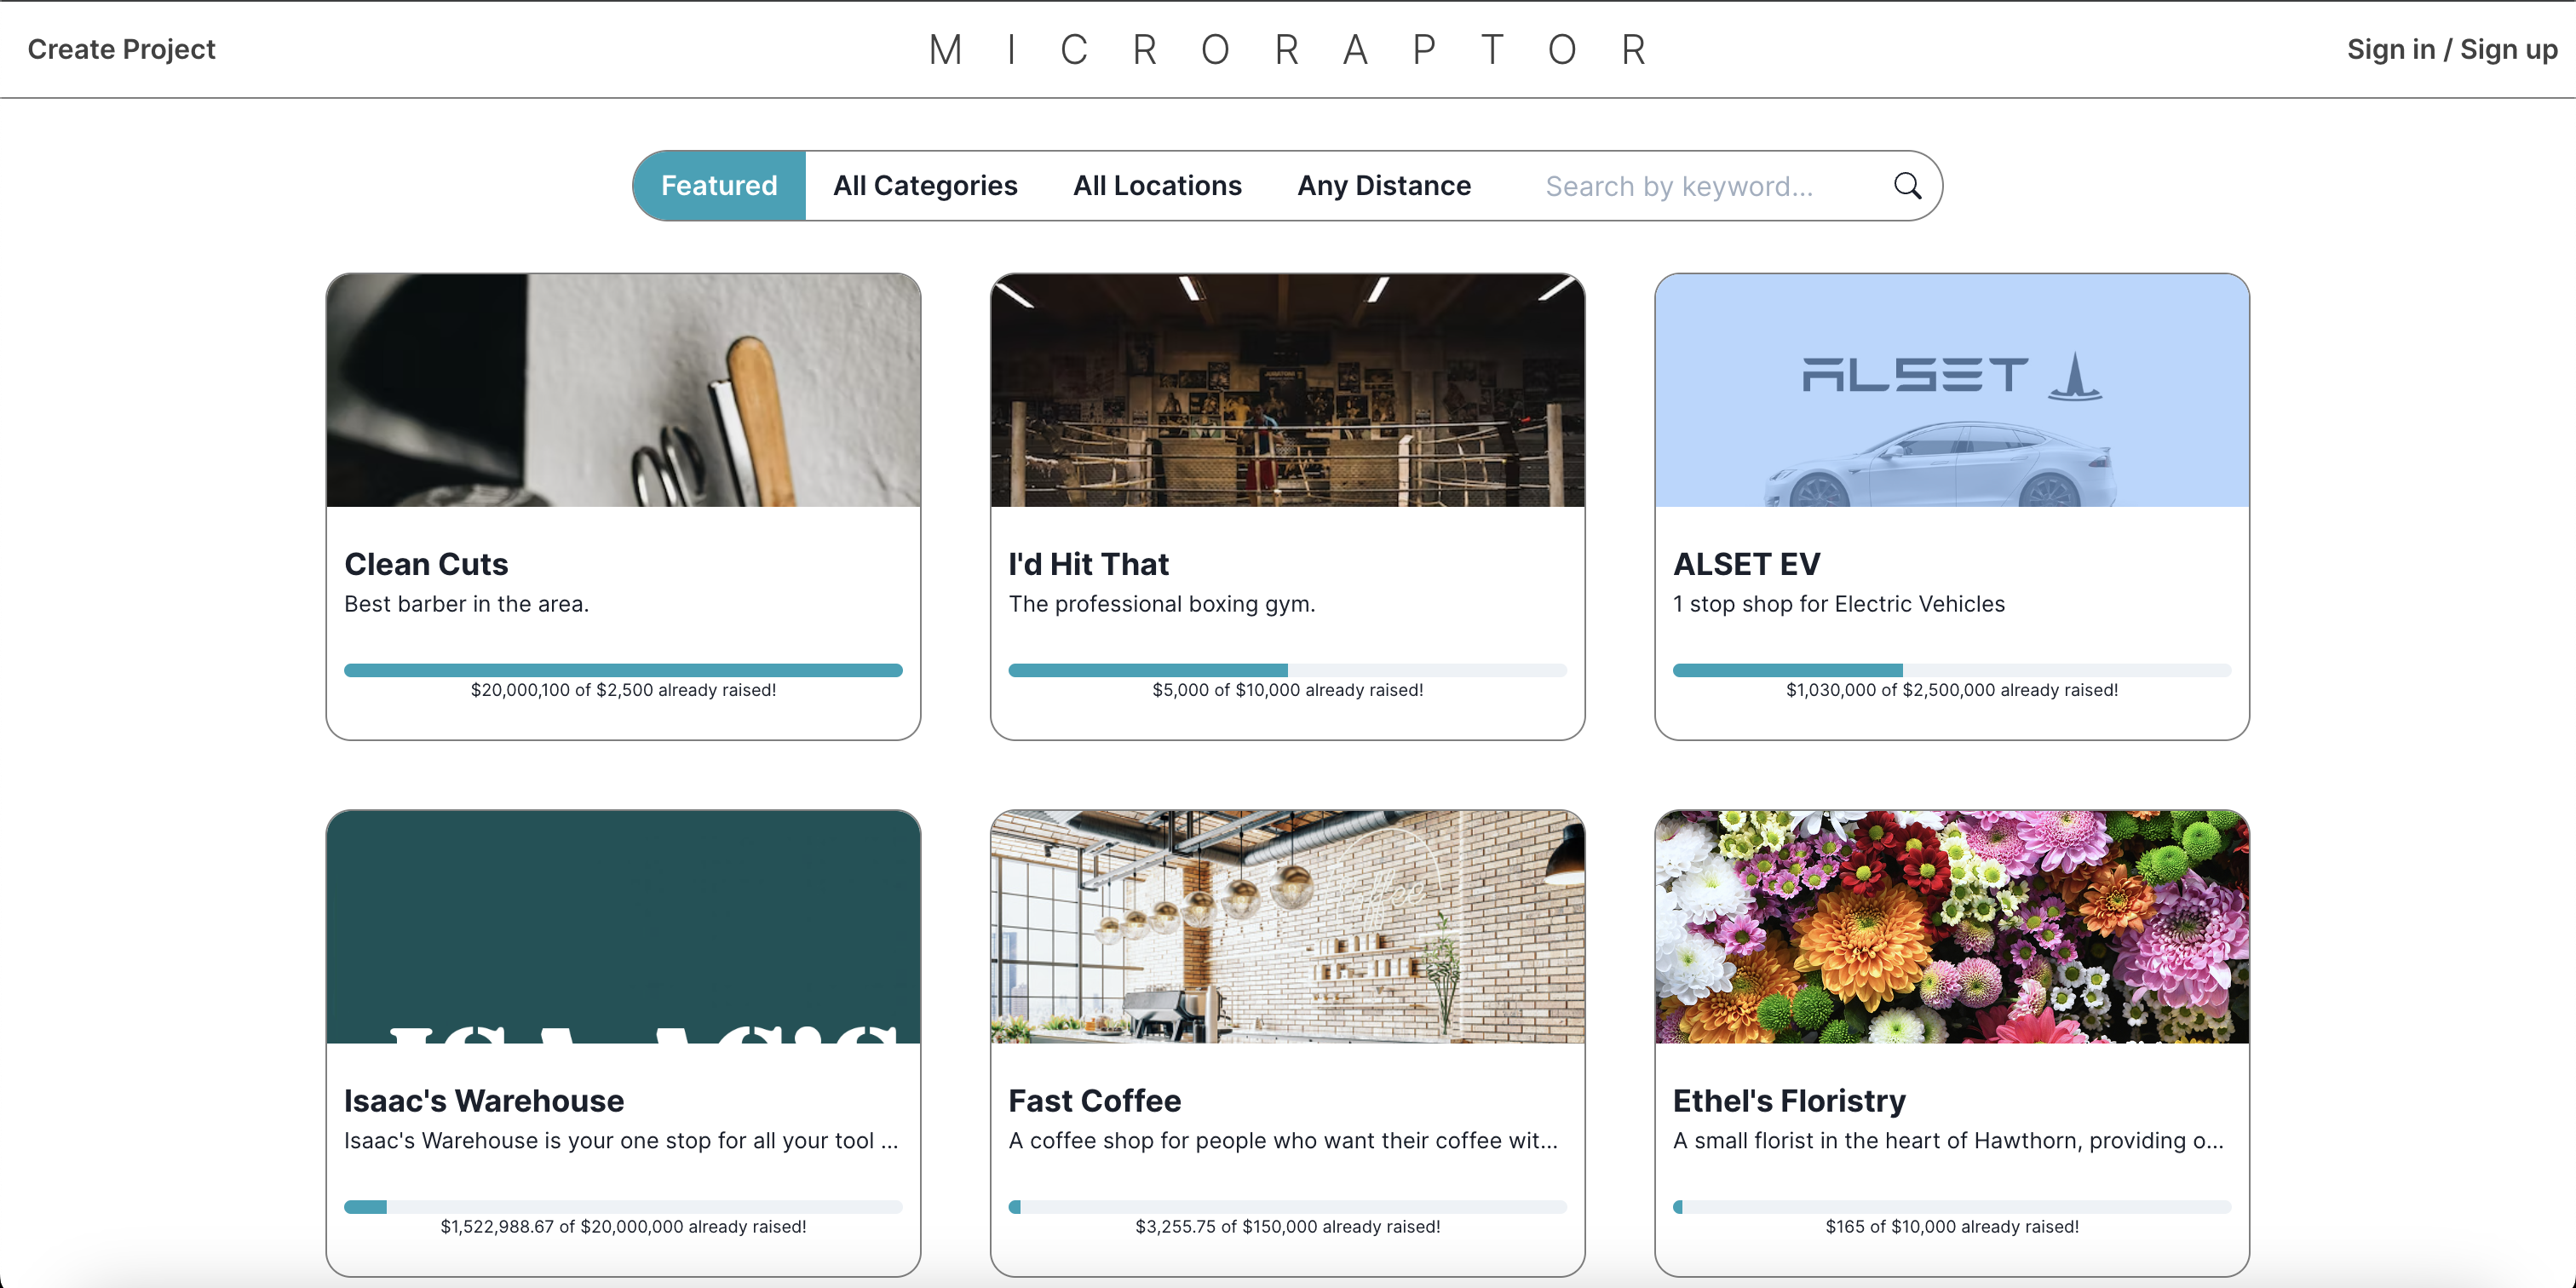 Create Project
MICRORAPTOR
Sign in / Sign up
Featured
All Categories
All Locations
Any Distance
Search by keyword...
ALSET
Clean Cuts
Best barber in the area.
$20,000,100 of $2,500 already raised!
I'd Hit That
The professional boxing gym.
$5,000 of $10,000 already raised!
ALSET EV
1 stop shop for Electric Vehicles
$1,030,000 of $2,500,000 already raised!
ISAAC'S
coffee
Isaac's Warehouse
Isaac's Warehouse is your one stop for all your tool ...
$1,522,988.67 of $20,000,000 already raised!
Fast Coffee
A coffee shop for people who want their coffee wit...
$3,255.75 of $150,000 already raised!
Ethel's Floristry
A small florist in the heart of Hawthorn, providing o...
$165 of $10,000 already raised!